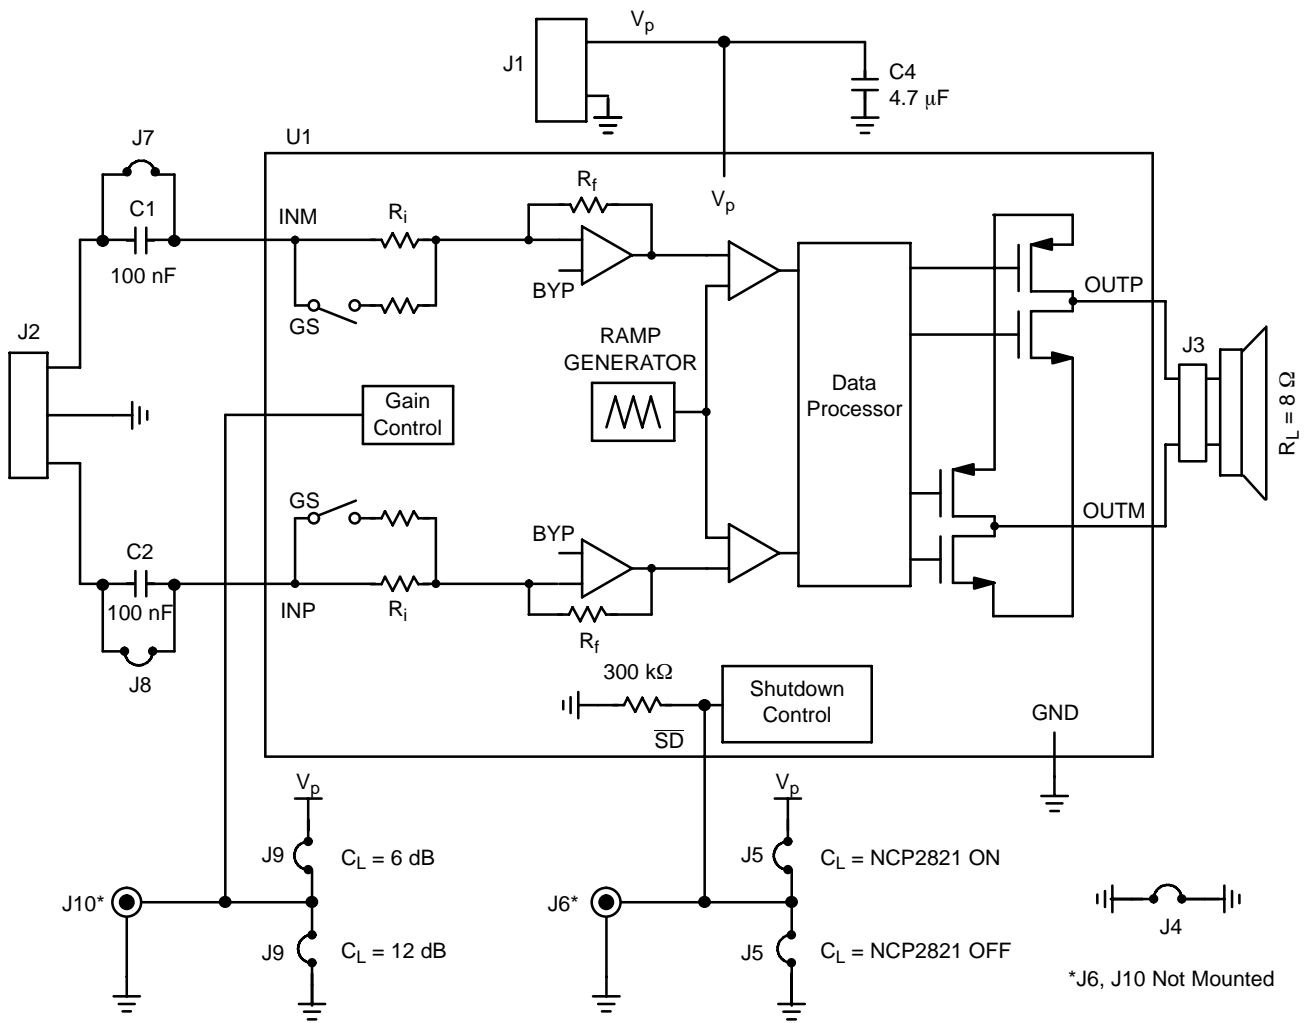 Vp
J1
C4
4.7 μF
J7
U1
C1
INM
Ri
Rf
Vp
100 nF
BYP
GS
OUTP
J2
RAMP
GENERATOR
J3
Gain
Control
Data
Processor
RL = 8 Ω
GS
OUTM
C2
BYP
100 nF
INP
Ri
Rf
J8
300 kΩ
Shutdown
Control
SD
GND
Vp
Vp
J9
CL = 6 dB
J5
CL = NCP2821 ON
J10*
J6*
J9
CL = 12 dB
J5
CL = NCP2821 OFF
J4
*J6, J10 Not Mounted